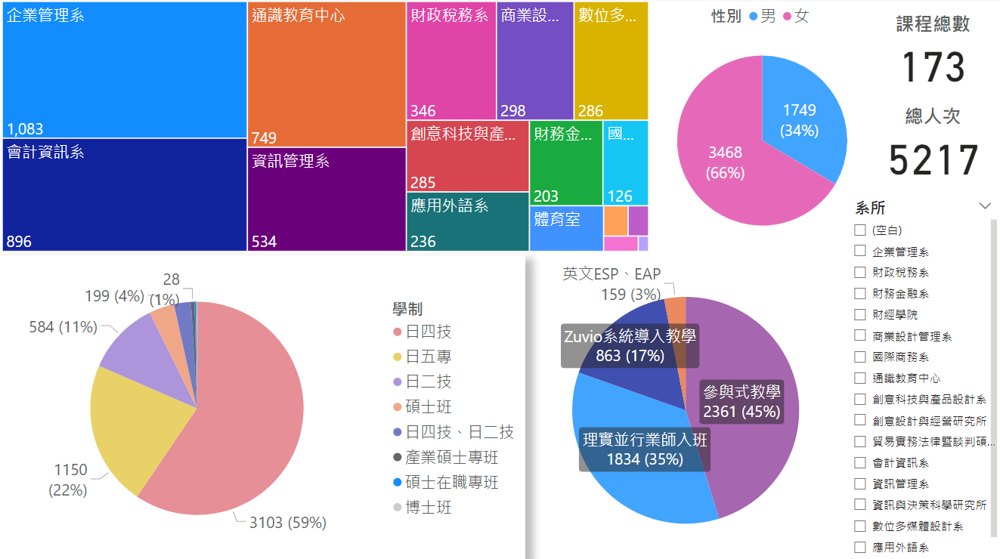 企業管理系
1,083
會計資訊系
896
通識教育中心
749
資訊管理系
534
財政稅務系
346
商業設...
298
數位多...
286
創意科技與產...
285
應用外語系
236
財務金...
203
國...
126
體育室
性別 男 女
1749
(34%)
3468
(66%)
課程總數
173
總人次
5217
系所
(空白)
企業管理系
財政稅務系
財務金融系
財經學院
商業設計管理系
國際商務系
通識教育中心
創意科技與產品設計系
創意設計與經營研究所
貿易實務法律暨談判碩...
會計資訊系
資訊管理系
資訊與決策科學研究所
數位多媒體設計系
應用外語系
28
(1%)
199 (4%)
584 (11%)
1150
(22%)
3103 (59%)
學制
日四技
日五專
日二技
碩士班
日四技、日二技
產業碩士專班
碩士在職專班
博士班
英文ESP、EAP
159 (3%)
Zuvio系統導入教學
863 (17%)
參與式教學
2361 (45%)
理實並行業師入班
1834 (35%)